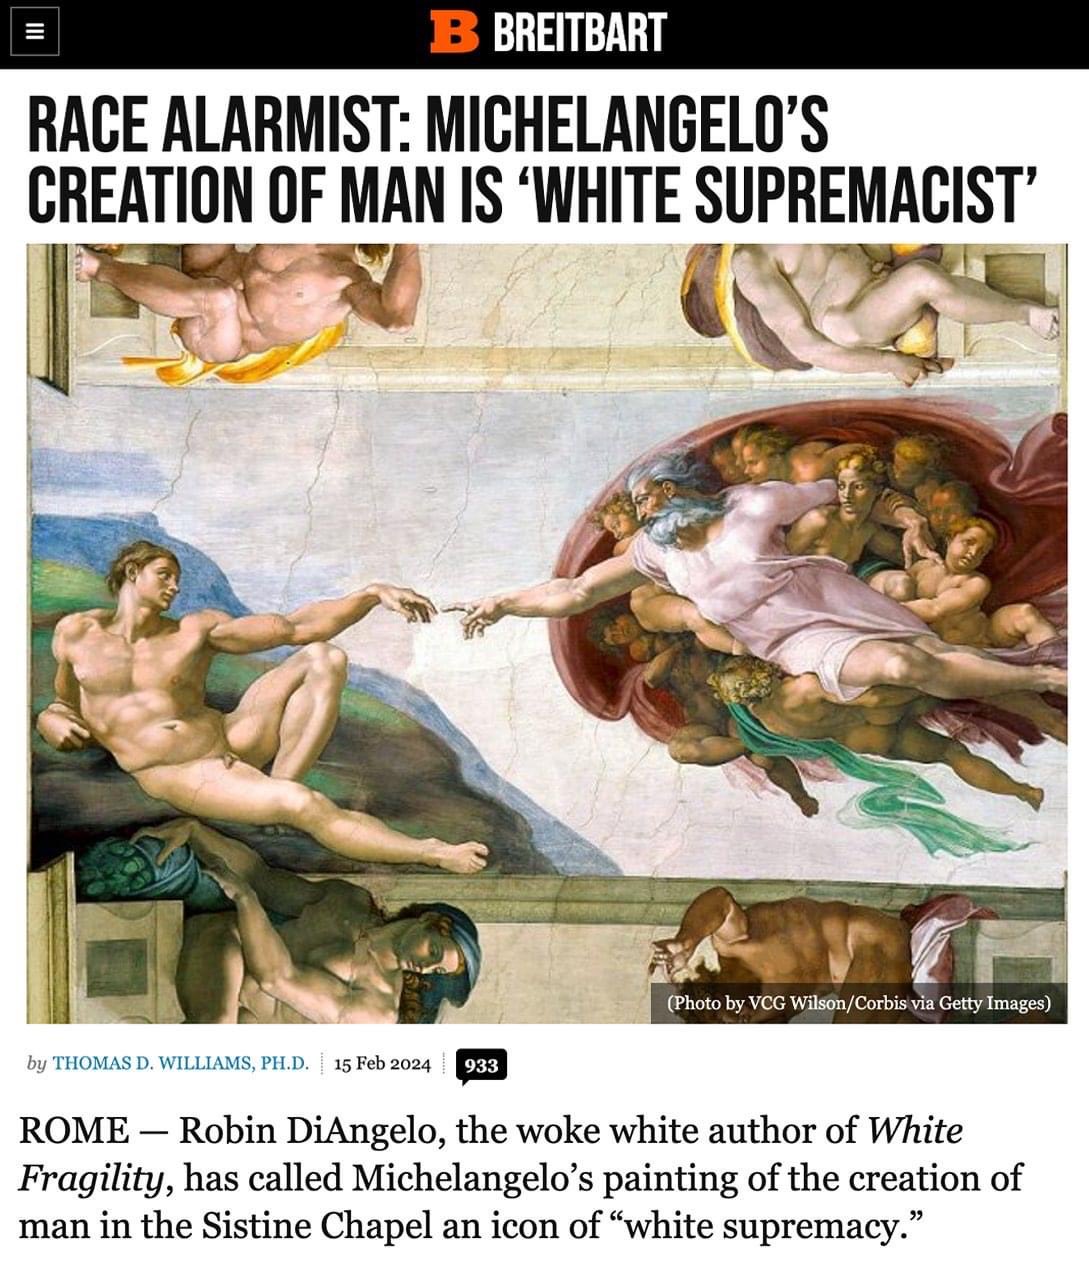 B BREITBART
RACE ALARMIST: MICHELANGELO’S
CREATION OF MAN IS ‘WHITE SUPREMACIST’
(Photo by VCG Wilson/Corbis via Getty Images)
by THOMAS D. WILLIAMS, PH.D. 15 Feb 2024 933
ROME — Robin DiAngelo, the woke white author of White
Fragility, has called Michelangelo’s painting of the creation of
man in the Sistine Chapel an icon of “white supremacy.”